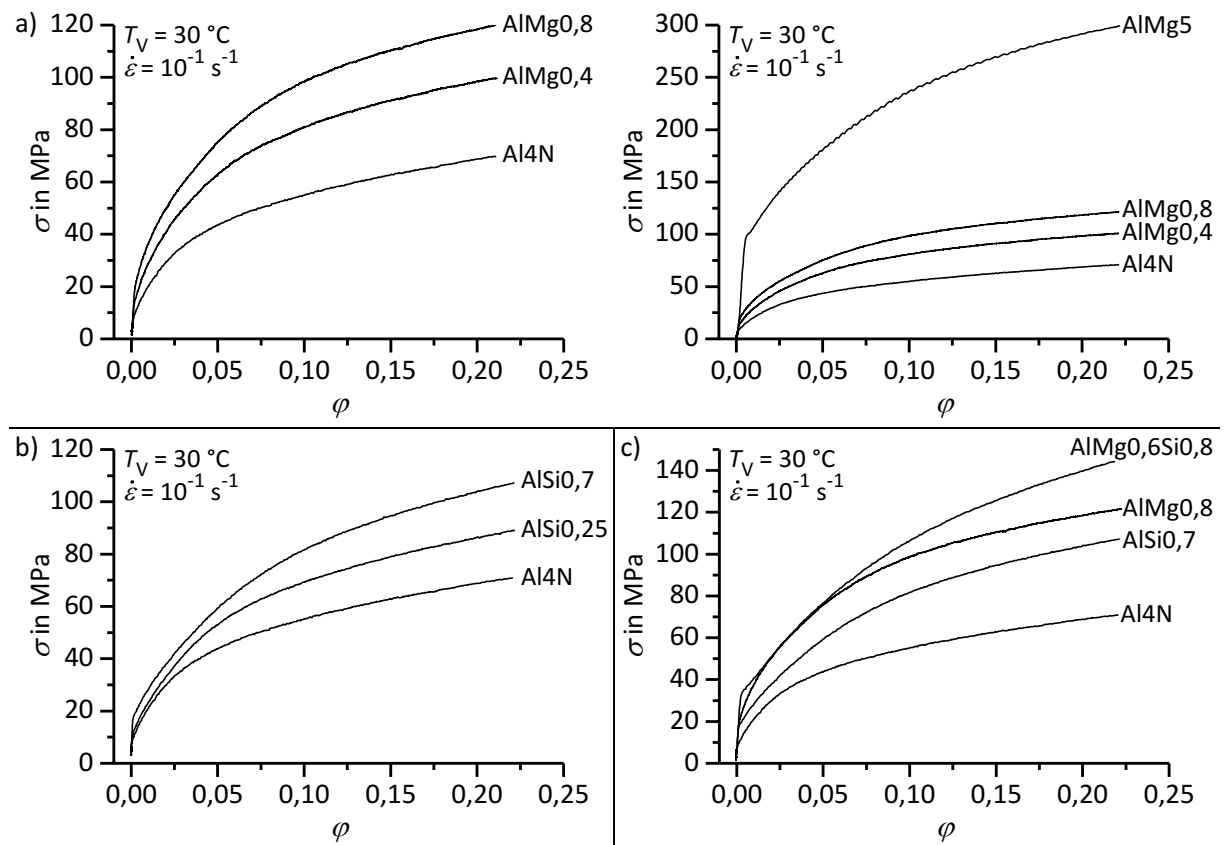 a)
T_V = 30 °C
ε̇ = 10⁻¹ s⁻¹
AlMg0,8
AlMg0,4
Al4N
σ in MPa
120
100
80
60
40
20
0
0,00 0,05 0,10 0,15 0,20 0,25
φ
T_V = 30 °C
ε̇ = 10⁻¹ s⁻¹
AlMg5
AlMg0,8
AlMg0,4
Al4N
σ in MPa
300
250
200
150
100
50
0
0,00 0,05 0,10 0,15 0,20 0,25
φ
b)
T_V = 30 °C
ε̇ = 10⁻¹ s⁻¹
AlSi0,7
AlSi0,25
Al4N
σ in MPa
120
100
80
60
40
20
0
0,00 0,05 0,10 0,15 0,20 0,25
φ
c)
T_V = 30 °C
ε̇ = 10⁻¹ s⁻¹
AlMg0,6Si0,8
AlMg0,8
AlSi0,7
Al4N
σ in MPa
140
120
100
80
60
40
20
0
0,00 0,05 0,10 0,15 0,20 0,25
φ